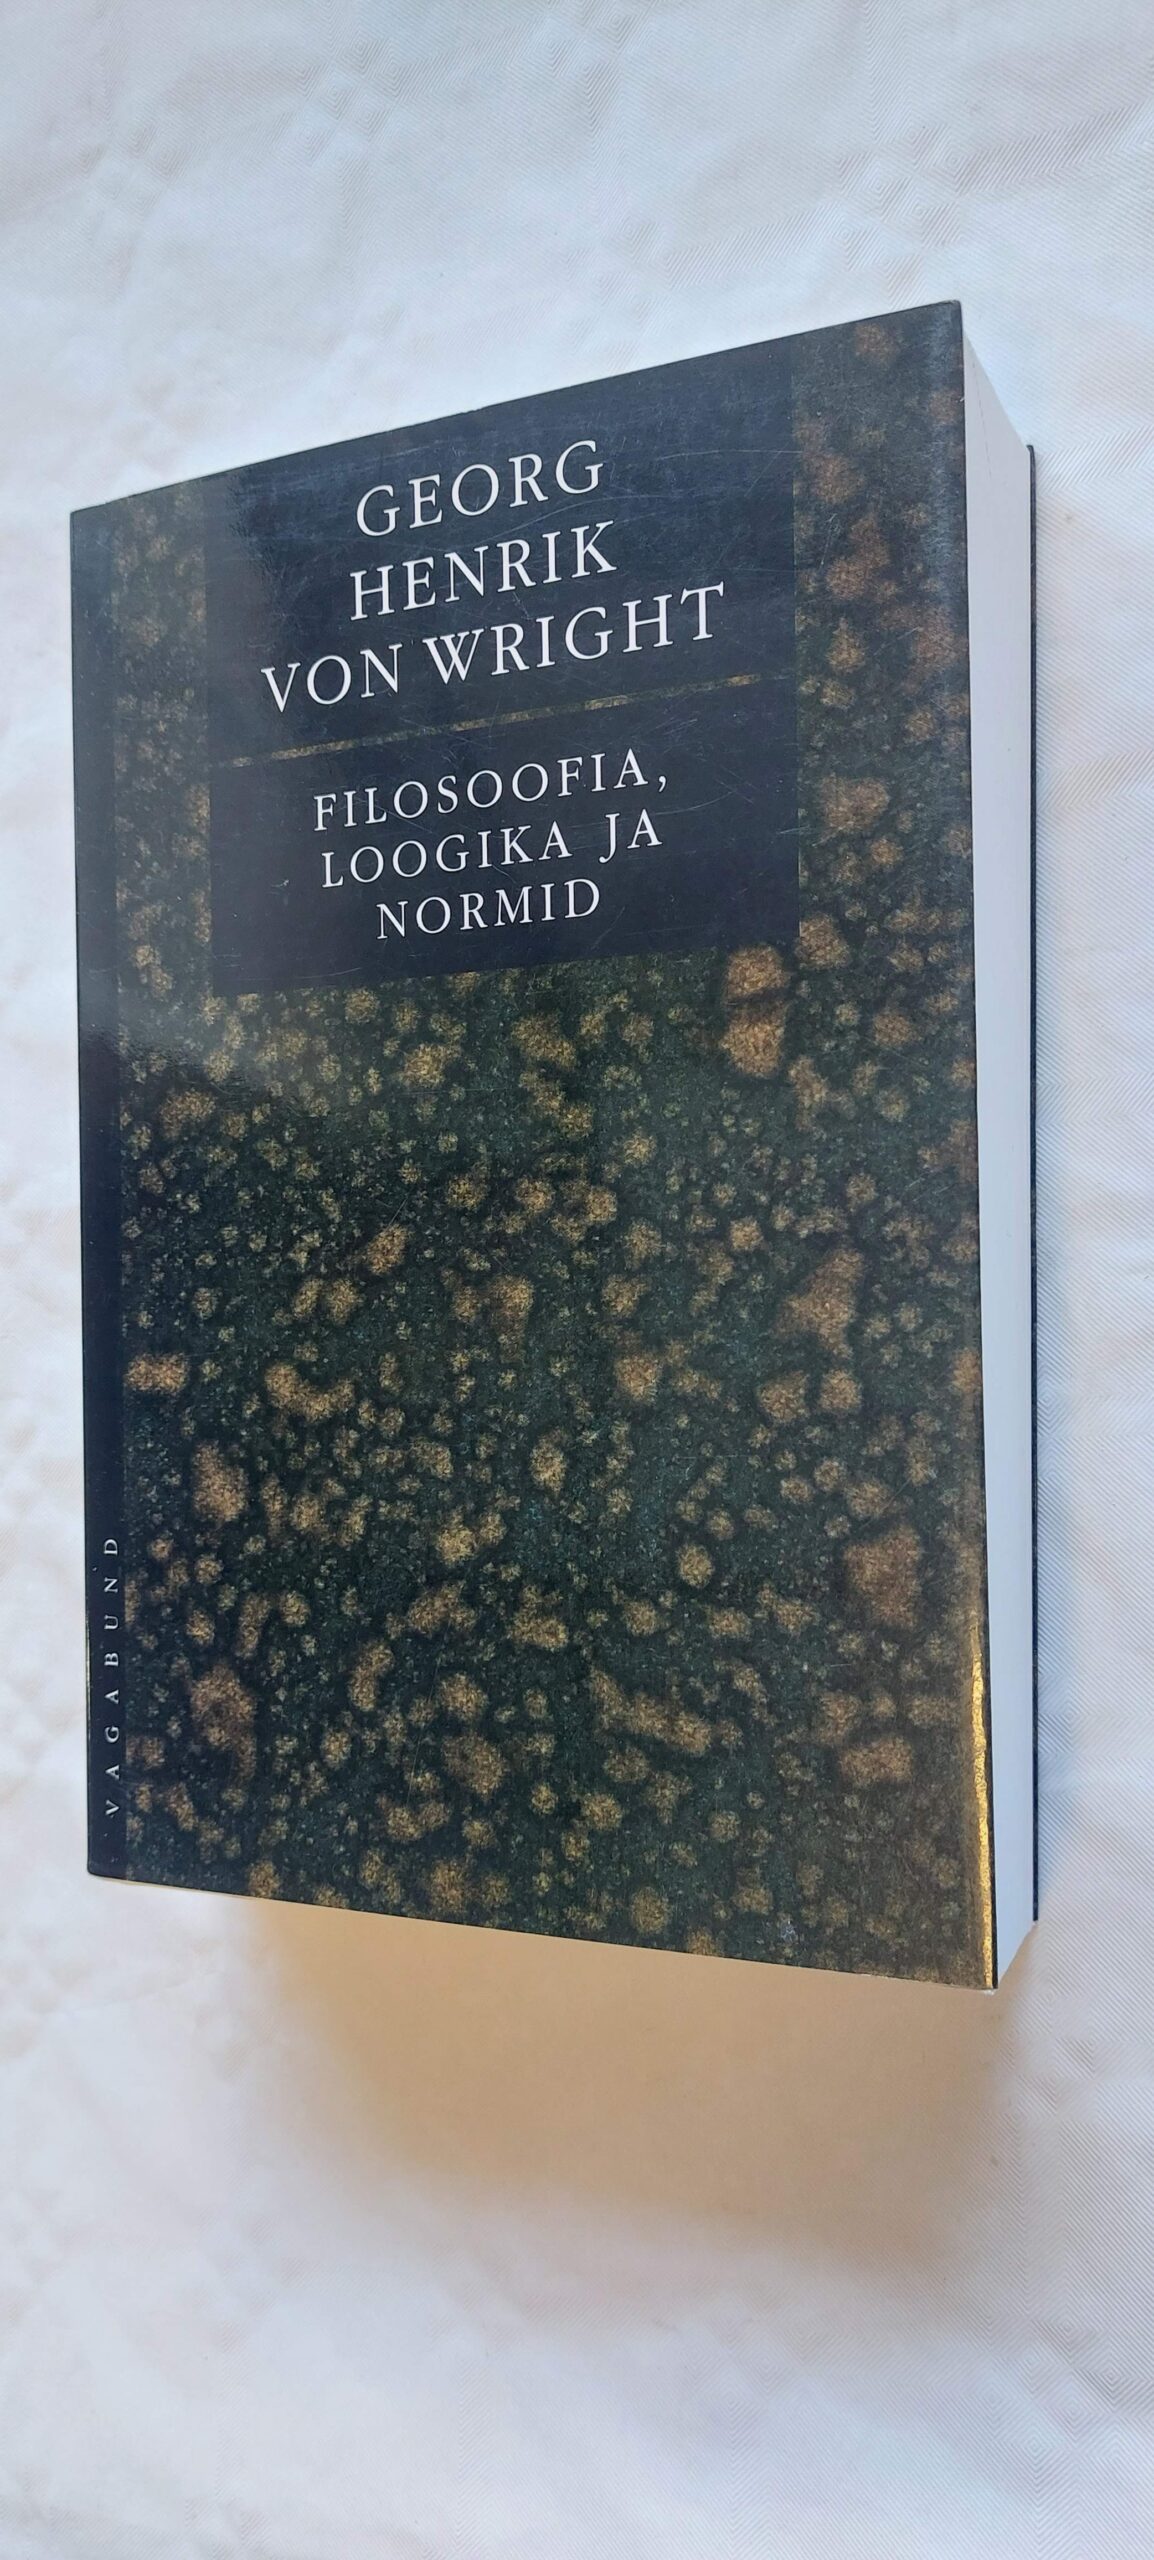 GEORG
HENRIK
VON WRIGHT
FILOSOOFIA,
LOOGIKA JA
NORMID
VAGABUND